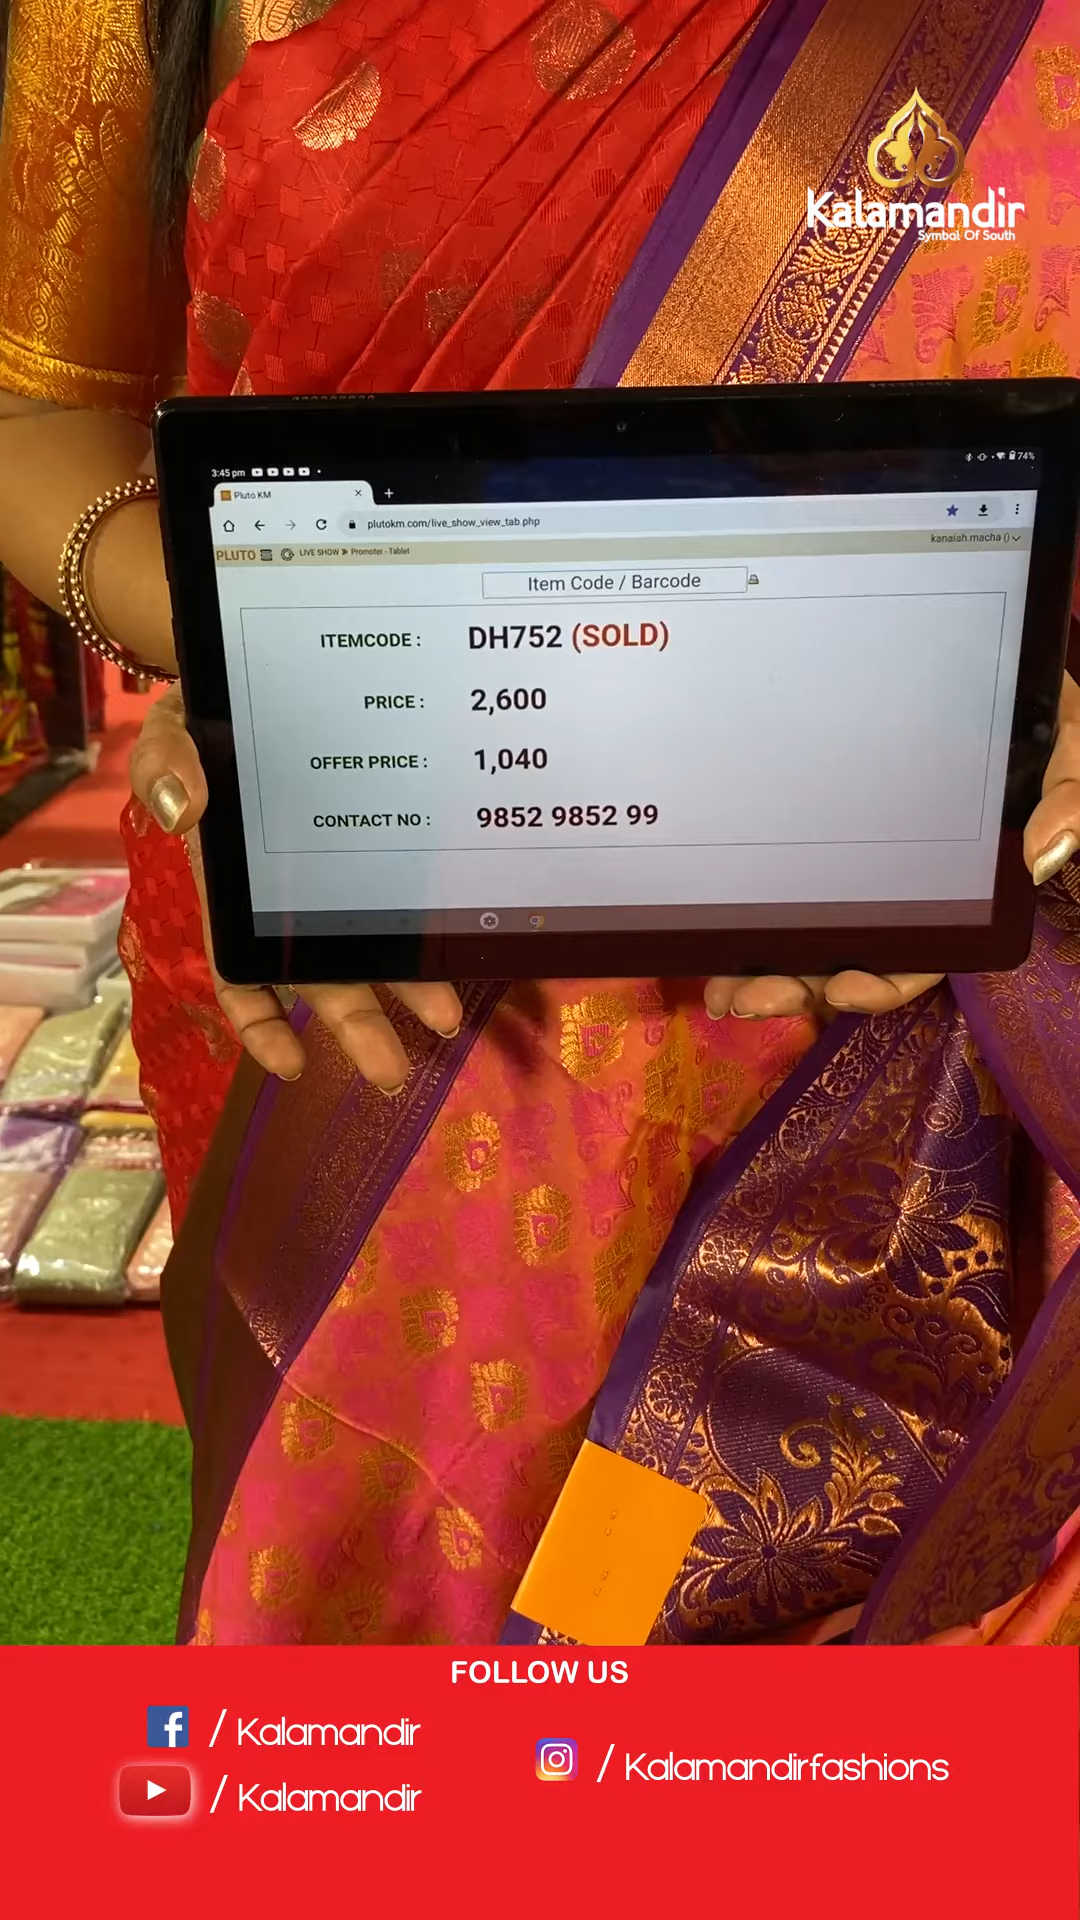 Kalamandir
Symbol Of South
3:45 pm
74%
Pluto KM
plutokm.com/live_show_view_tab.php
kanaiah.macha ()
PLUTO
LIVE SHOW » Promoter - Tablet
Item Code / Barcode
ITEMCODE : DH752 (SOLD)
PRICE : 2,600
OFFER PRICE : 1,040
CONTACT NO : 9852 9852 99
FOLLOW US
/ Kalamandir
/ Kalamandirfashions
/ Kalamandir